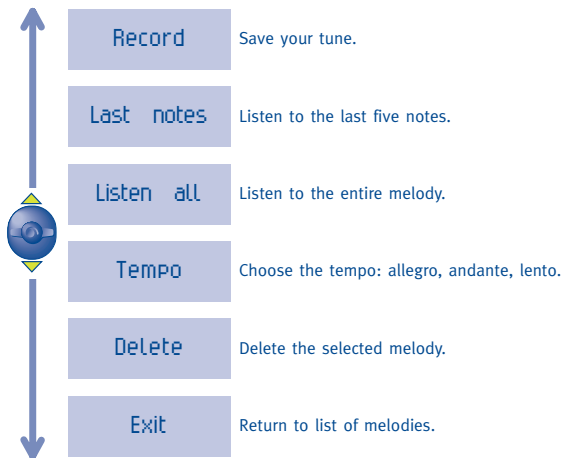 Record
Save your tune.
Last notes
Listen to the last five notes.
Listen all
Listen to the entire melody.
Tempo
Choose the tempo: allegro, andante, lento.
Delete
Delete the selected melody.
Exit
Return to list of melodies.